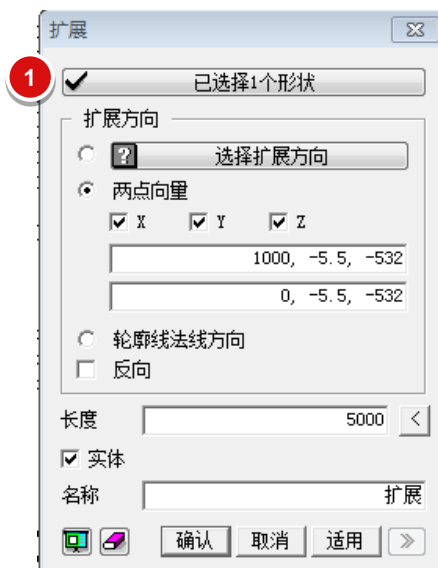 扩展
1
已选择1个形状
扩展方向
? 选择扩展方向
两点向量
X Y Z
1000, -5.5, -532
0, -5.5, -532
轮廓线法线方向
反向
长度 5000 <
实体
名称 扩展
确认 取消 适用 >>